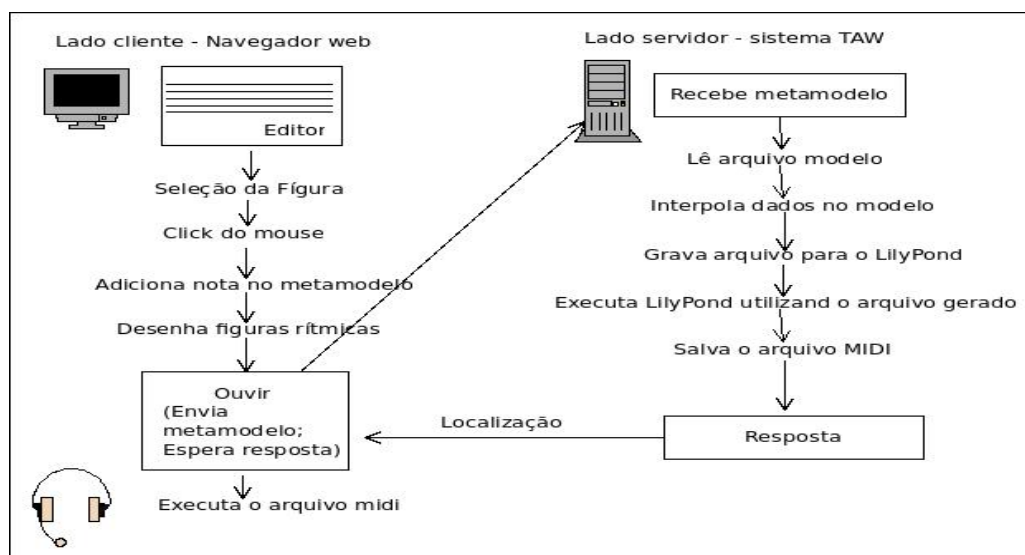 Lado cliente - Navegador web
Editor
Seleção da Fígura
Click do mouse
Adiciona nota no metamodelo
Desenha figuras rítmicas
Ouvir
(Envia
metamodelo;
Espera resposta)
Executa o arquivo midi
Lado servidor - sistema TAW
Recebe metamodelo
Lê arquivo modelo
Interpola dados no modelo
Grava arquivo para o LilyPond
Executa LilyPond utilizand o arquivo gerado
Salva o arquivo MIDI
Resposta
Localização